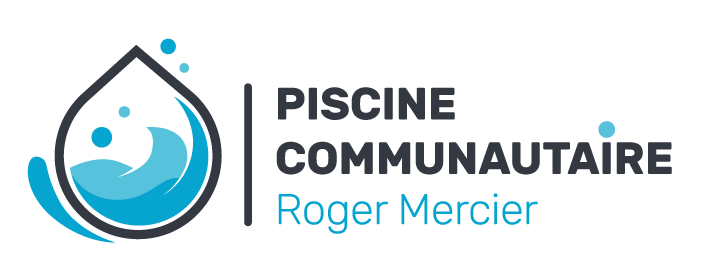 PISCINE
COMMUNAUTAIRE
Roger Mercier